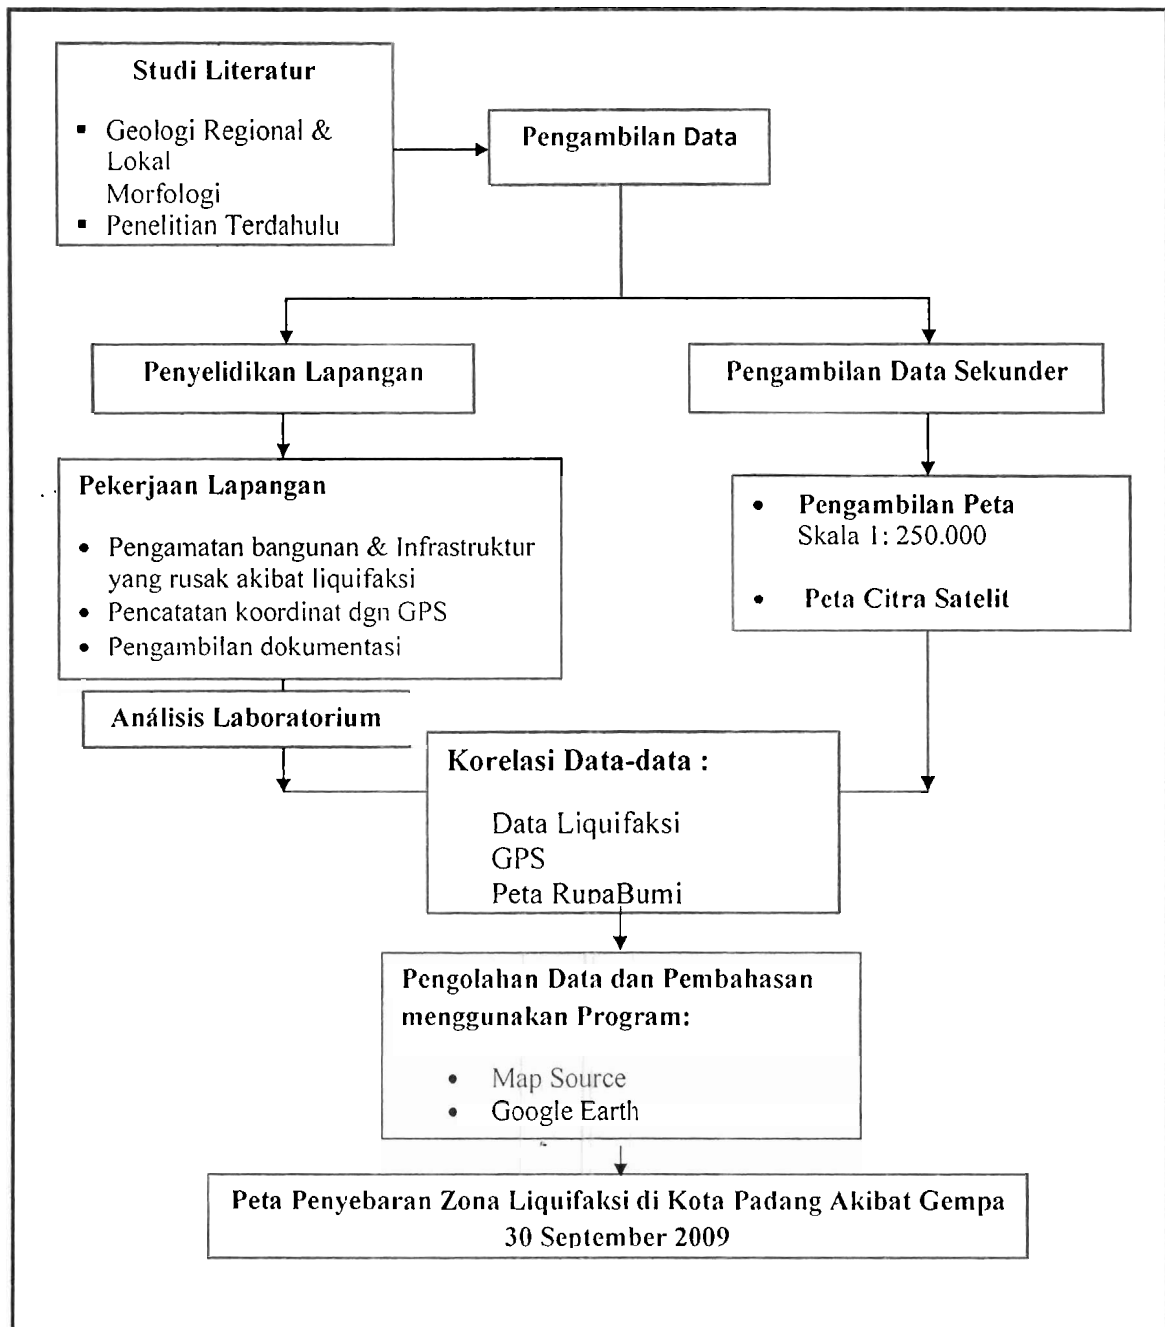 Studi Literatur
▪ Geologi Regional &
Lokal
Morfologi
▪ Penelitian Terdahulu
Pengambilan Data
Penyelidikan Lapangan
Pengambilan Data Sekunder
Pekerjaan Lapangan
• Pengamatan bangunan & Infrastruktur
yang rusak akibat liquifaksi
• Pencatatan koordinat dgn GPS
• Pengambilan dokumentasi
• Pengambilan Peta
Skala 1: 250.000
• Peta Citra Satelit
Análisis Laboratorium
Korelasi Data-data :
Data Liquifaksi
GPS
Peta RupaBumi
Pengolahan Data dan Pembahasan
menggunakan Program:
• Map Source
• Google Earth
Peta Penyebaran Zona Liquifaksi di Kota Padang Akibat Gempa
30 September 2009